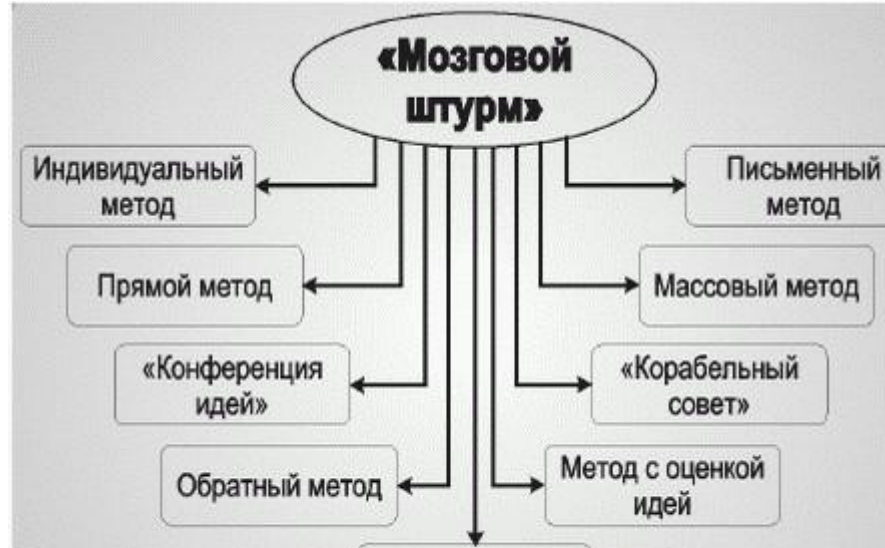 «Мозговой
штурм»
Индивидуальный
метод
Письменный
метод
Прямой метод
Массовый метод
«Конференция
идей»
«Корабельный
совет»
Обратный метод
Метод с оценкой
идей